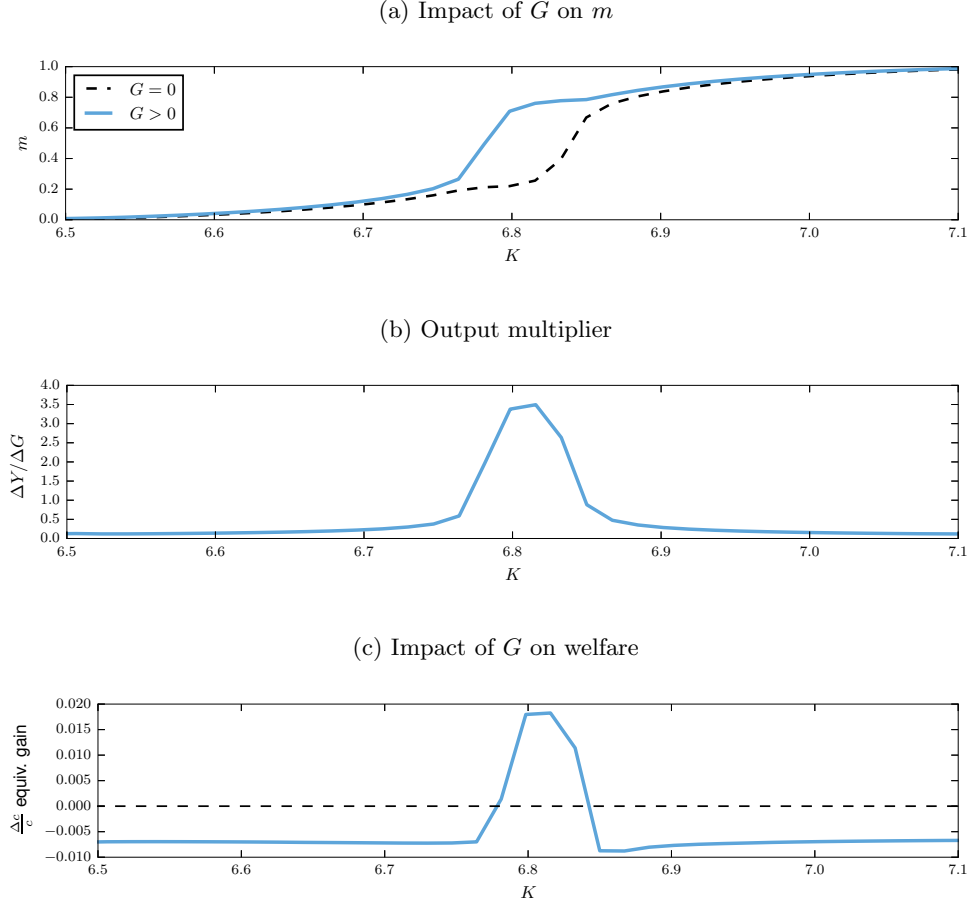 (a) Impact of G on m
1.0
0.8
0.6
0.4
0.2
0.0
m
G = 0
G > 0
6.5 6.6 6.7 6.8 6.9 7.0 7.1
K
(b) Output multiplier
4.0
3.5
3.0
2.5
2.0
1.5
1.0
0.5
0.0
ΔY/ΔG
6.5 6.6 6.7 6.8 6.9 7.0 7.1
K
(c) Impact of G on welfare
0.020
0.015
0.010
0.005
0.000
−0.005
−0.010
Δc/c equiv. gain
6.5 6.6 6.7 6.8 6.9 7.0 7.1
K